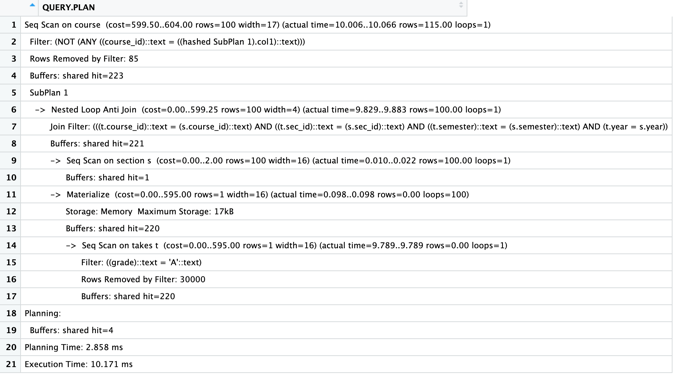 QUERY.PLAN
1 Seq Scan on course (cost=599.50..604.00 rows=100 width=17) (actual time=10.006..10.066 rows=115.00 loops=1)
2 Filter: (NOT (ANY ((course_id)::text = ((hashed SubPlan 1).col1)::text)))
3 Rows Removed by Filter: 85
4 Buffers: shared hit=223
5 SubPlan 1
6 -> Nested Loop Anti Join (cost=0.00..599.25 rows=100 width=4) (actual time=9.829..9.883 rows=100.00 loops=1)
7 Join Filter: (((t.course_id)::text = (s.course_id)::text) AND ((t.sec_id)::text = (s.sec_id)::text) AND ((t.semester)::text = (s.semester)::text) AND (t.year = s.year))
8 Buffers: shared hit=221
9 -> Seq Scan on section s (cost=0.00..2.00 rows=100 width=16) (actual time=0.010..0.022 rows=100.00 loops=1)
10 Buffers: shared hit=1
11 -> Materialize (cost=0.00..595.00 rows=1 width=16) (actual time=0.098..0.098 rows=0.00 loops=100)
12 Storage: Memory Maximum Storage: 17kB
13 Buffers: shared hit=220
14 -> Seq Scan on takes t (cost=0.00..595.00 rows=1 width=16) (actual time=9.789..9.789 rows=0.00 loops=1)
15 Filter: ((grade)::text = 'A'::text)
16 Rows Removed by Filter: 30000
17 Buffers: shared hit=220
18 Planning:
19 Buffers: shared hit=4
20 Planning Time: 2.858 ms
21 Execution Time: 10.171 ms